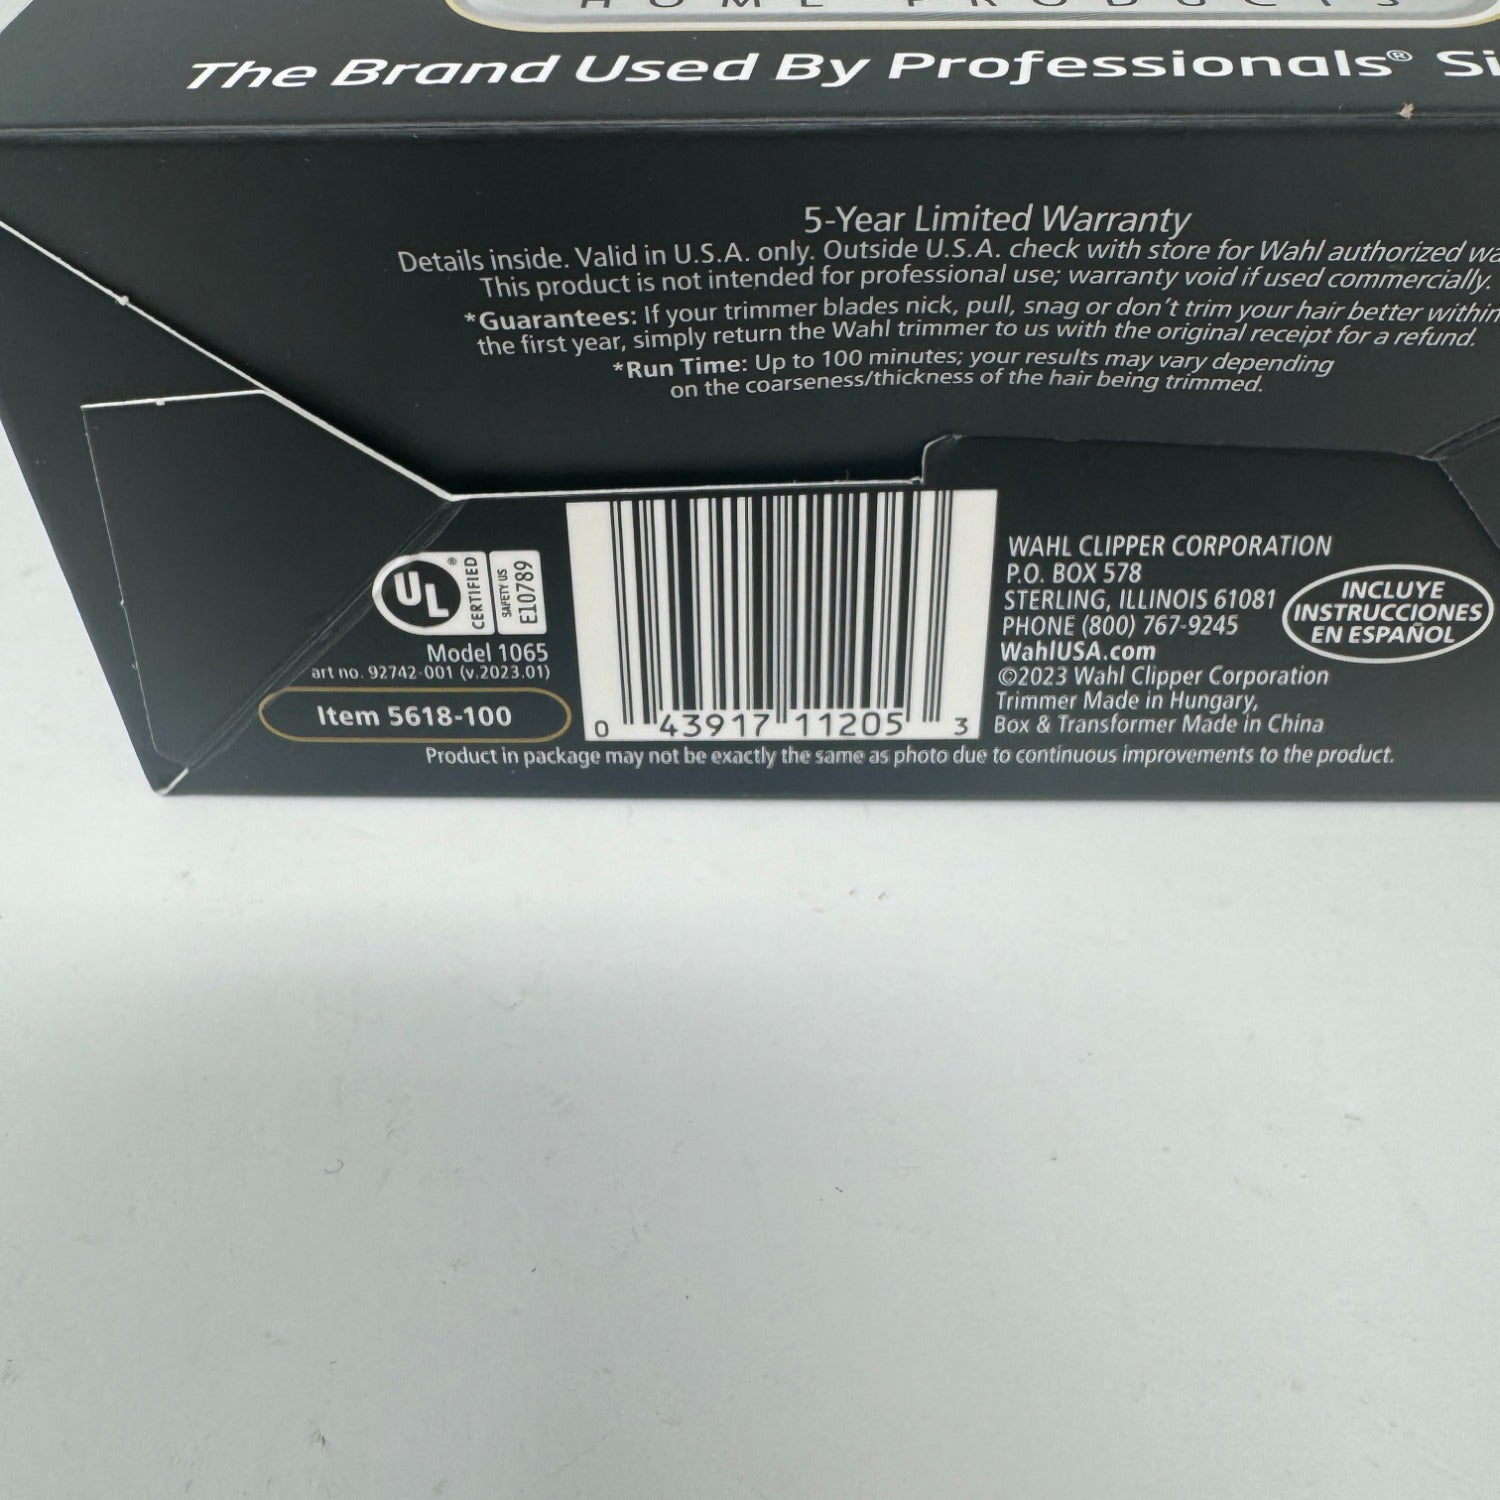 HOME PRODUCTS
The Brand Used By Professionals®
5-Year Limited Warranty
Details inside. Valid in U.S.A. only. Outside U.S.A. check with store for Wahl authorized
This product is not intended for professional use; warranty void if used commercially.
*Guarantees: If your trimmer blades nick, pull, snag or don't trim your hair better within
the first year, simply return the Wahl trimmer to us with the original receipt for a refund.
*Run Time: Up to 100 minutes; your results may vary depending
on the coarseness/thickness of the hair being trimmed.
UL® CERTIFIED
SAFETY US
E10789
Model 1065
art no. 92742-001 (v.2023.01)
Item 5618-100
0 43917 11205 3
WAHL CLIPPER CORPORATION
P.O. BOX 578
STERLING, ILLINOIS 61081
PHONE (800) 767-9245
WahlUSA.com
©2023 Wahl Clipper Corporation
Trimmer Made in Hungary,
Box & Transformer Made in China
INCLUYE
INSTRUCCIONES
EN ESPAÑOL
Product in package may not be exactly the same as photo due to continuous improvements to the product.